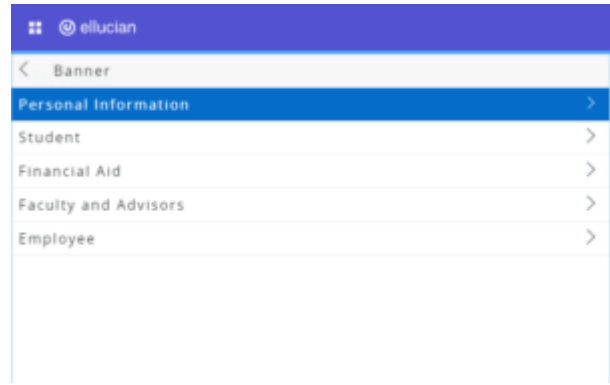 ellucian
Banner
Personal Information
Student
Financial Aid
Faculty and Advisors
Employee